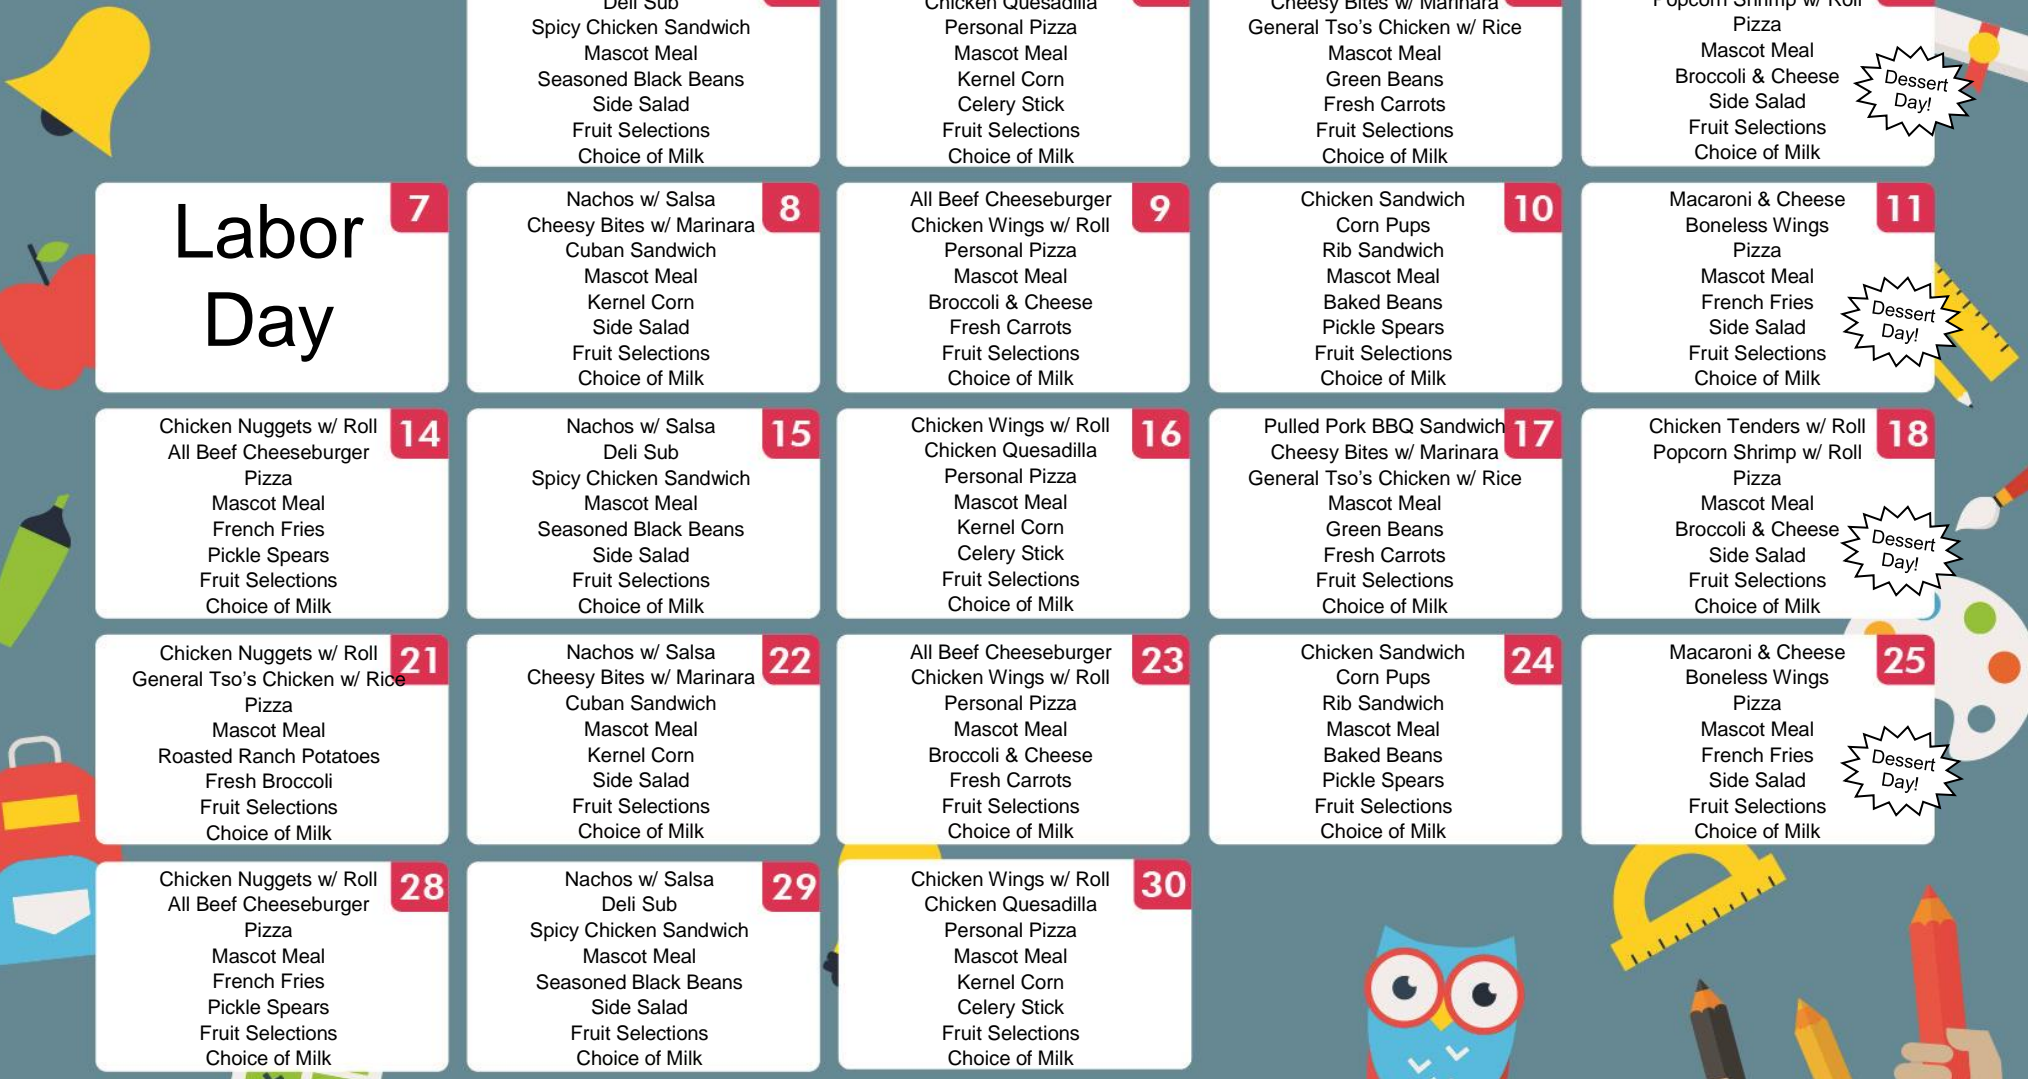 Deli Sub
Spicy Chicken Sandwich
Mascot Meal
Seasoned Black Beans
Side Salad
Fruit Selections
Choice of Milk
Chicken Quesadilla
Personal Pizza
Mascot Meal
Kernel Corn
Celery Stick
Fruit Selections
Choice of Milk
Cheesy Bites w/ Marinara
General Tso's Chicken w/ Rice
Mascot Meal
Green Beans
Fresh Carrots
Fruit Selections
Choice of Milk
Popcorn Shrimp w/ Roll
Pizza
Mascot Meal
Broccoli & Cheese
Side Salad
Fruit Selections
Choice of Milk
Dessert
Day!
7
Labor
Day
8
Nachos w/ Salsa
Cheesy Bites w/ Marinara
Cuban Sandwich
Mascot Meal
Kernel Corn
Side Salad
Fruit Selections
Choice of Milk
9
All Beef Cheeseburger
Chicken Wings w/ Roll
Personal Pizza
Mascot Meal
Broccoli & Cheese
Fresh Carrots
Fruit Selections
Choice of Milk
10
Chicken Sandwich
Corn Pups
Rib Sandwich
Mascot Meal
Baked Beans
Pickle Spears
Fruit Selections
Choice of Milk
11
Macaroni & Cheese
Boneless Wings
Pizza
Mascot Meal
French Fries
Side Salad
Fruit Selections
Choice of Milk
Dessert
Day!
14
Chicken Nuggets w/ Roll
All Beef Cheeseburger
Pizza
Mascot Meal
French Fries
Pickle Spears
Fruit Selections
Choice of Milk
15
Nachos w/ Salsa
Deli Sub
Spicy Chicken Sandwich
Mascot Meal
Seasoned Black Beans
Side Salad
Fruit Selections
Choice of Milk
16
Chicken Wings w/ Roll
Chicken Quesadilla
Personal Pizza
Mascot Meal
Kernel Corn
Celery Stick
Fruit Selections
Choice of Milk
17
Pulled Pork BBQ Sandwich
Cheesy Bites w/ Marinara
General Tso's Chicken w/ Rice
Mascot Meal
Green Beans
Fresh Carrots
Fruit Selections
Choice of Milk
18
Chicken Tenders w/ Roll
Popcorn Shrimp w/ Roll
Pizza
Mascot Meal
Broccoli & Cheese
Side Salad
Fruit Selections
Choice of Milk
Dessert
Day!
21
Chicken Nuggets w/ Roll
General Tso's Chicken w/ Rice
Pizza
Mascot Meal
Roasted Ranch Potatoes
Fresh Broccoli
Fruit Selections
Choice of Milk
22
Nachos w/ Salsa
Cheesy Bites w/ Marinara
Cuban Sandwich
Mascot Meal
Kernel Corn
Side Salad
Fruit Selections
Choice of Milk
23
All Beef Cheeseburger
Chicken Wings w/ Roll
Personal Pizza
Mascot Meal
Broccoli & Cheese
Fresh Carrots
Fruit Selections
Choice of Milk
24
Chicken Sandwich
Corn Pups
Rib Sandwich
Mascot Meal
Baked Beans
Pickle Spears
Fruit Selections
Choice of Milk
25
Macaroni & Cheese
Boneless Wings
Pizza
Mascot Meal
French Fries
Side Salad
Fruit Selections
Choice of Milk
Dessert
Day!
28
Chicken Nuggets w/ Roll
All Beef Cheeseburger
Pizza
Mascot Meal
French Fries
Pickle Spears
Fruit Selections
Choice of Milk
29
Nachos w/ Salsa
Deli Sub
Spicy Chicken Sandwich
Mascot Meal
Seasoned Black Beans
Side Salad
Fruit Selections
Choice of Milk
30
Chicken Wings w/ Roll
Chicken Quesadilla
Personal Pizza
Mascot Meal
Kernel Corn
Celery Stick
Fruit Selections
Choice of Milk